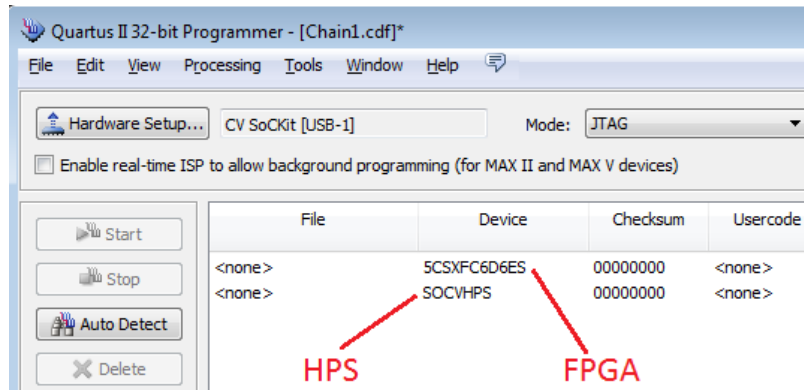 Quartus II 32-bit Programmer - [Chain1.cdf]*
File Edit View Processing Tools Window Help
Hardware Setup... CV SoCKit [USB-1] Mode: JTAG
Enable real-time ISP to allow background programming (for MAX II and MAX V devices)
File Device Checksum Usercode
Start
<none> 5CSXFC6D6ES 00000000 <none>
Stop
<none> SOCVHPS 00000000 <none>
Auto Detect
Delete
HPS FPGA